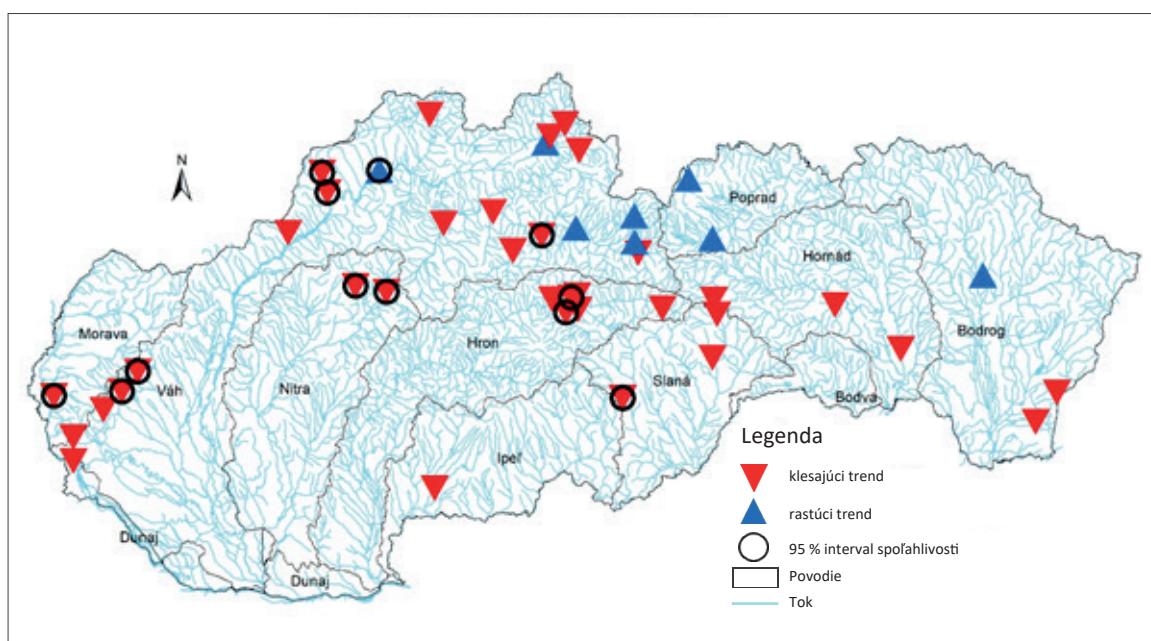 N
Poprad
Hornád
Bodrog
Morava
Váh
Nitra
Hron
Slaná
Bodva
Ipeľ
Dunaj
Dunaj
Legenda
klesajúci trend
rastúci trend
95 % interval spoľahlivosti
Povodie
Tok